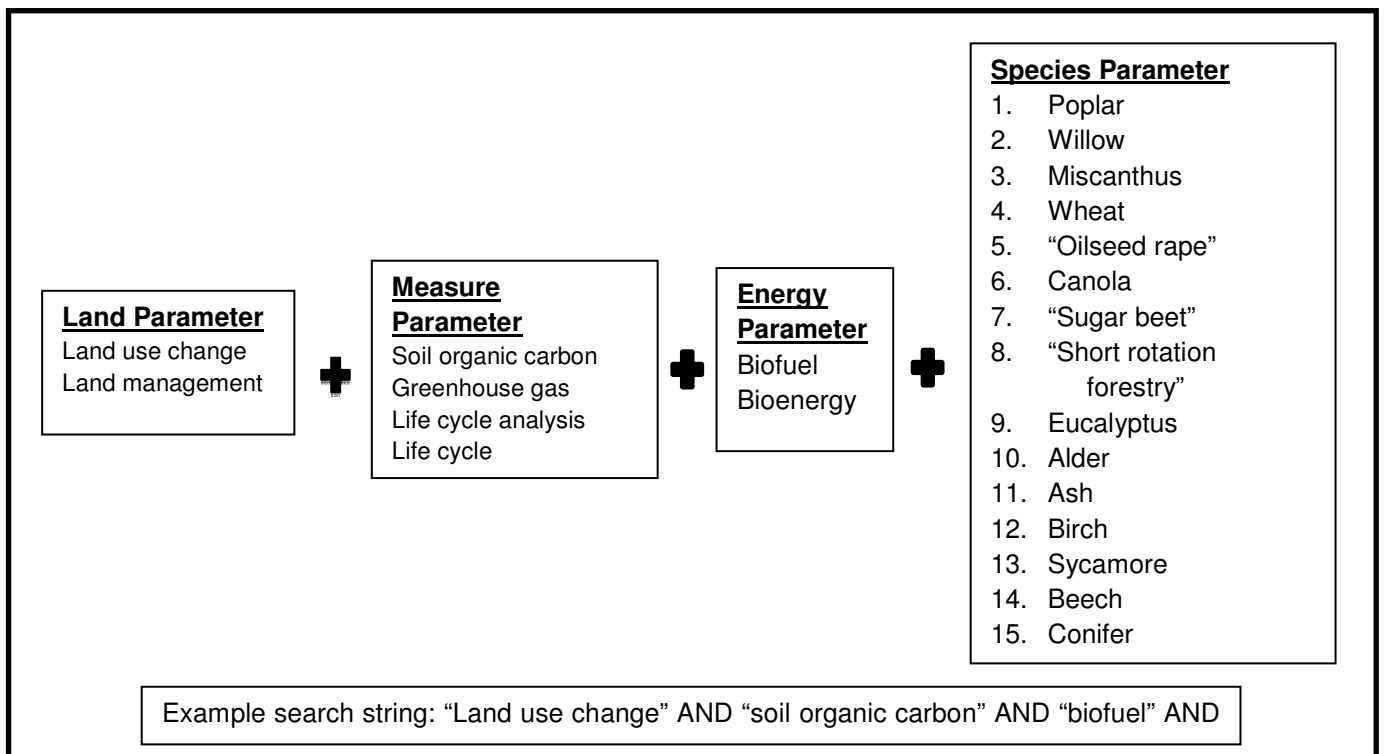 Land Parameter
Land use change
Land management
Measure
Parameter
Soil organic carbon
Greenhouse gas
Life cycle analysis
Life cycle
Energy
Parameter
Biofuel
Bioenergy
Species Parameter
1. Poplar
2. Willow
3. Miscanthus
4. Wheat
5. “Oilseed rape”
6. Canola
7. “Sugar beet”
8. “Short rotation
forestry”
9. Eucalyptus
10. Alder
11. Ash
12. Birch
13. Sycamore
14. Beech
15. Conifer
Example search string: “Land use change” AND “soil organic carbon” AND “biofuel” AND